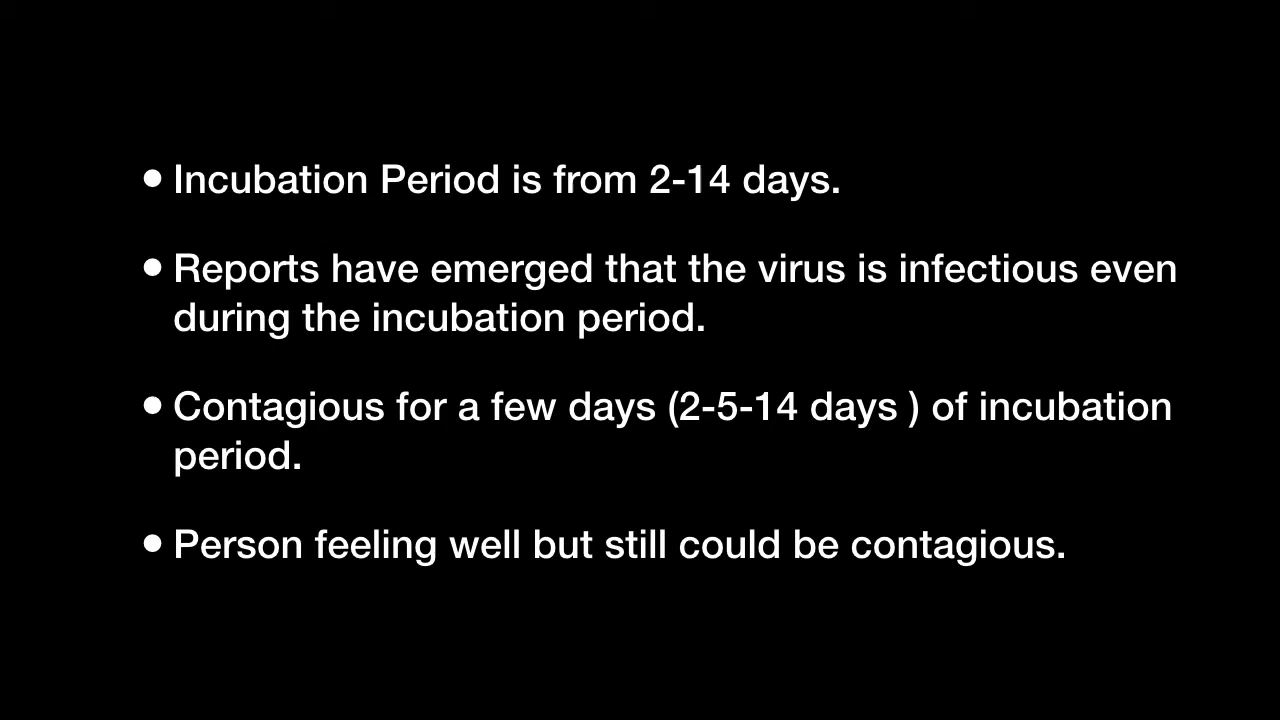 • Incubation Period is from 2-14 days.
• Reports have emerged that the virus is infectious even
during the incubation period.
• Contagious for a few days (2-5-14 days ) of incubation
period.
• Person feeling well but still could be contagious.